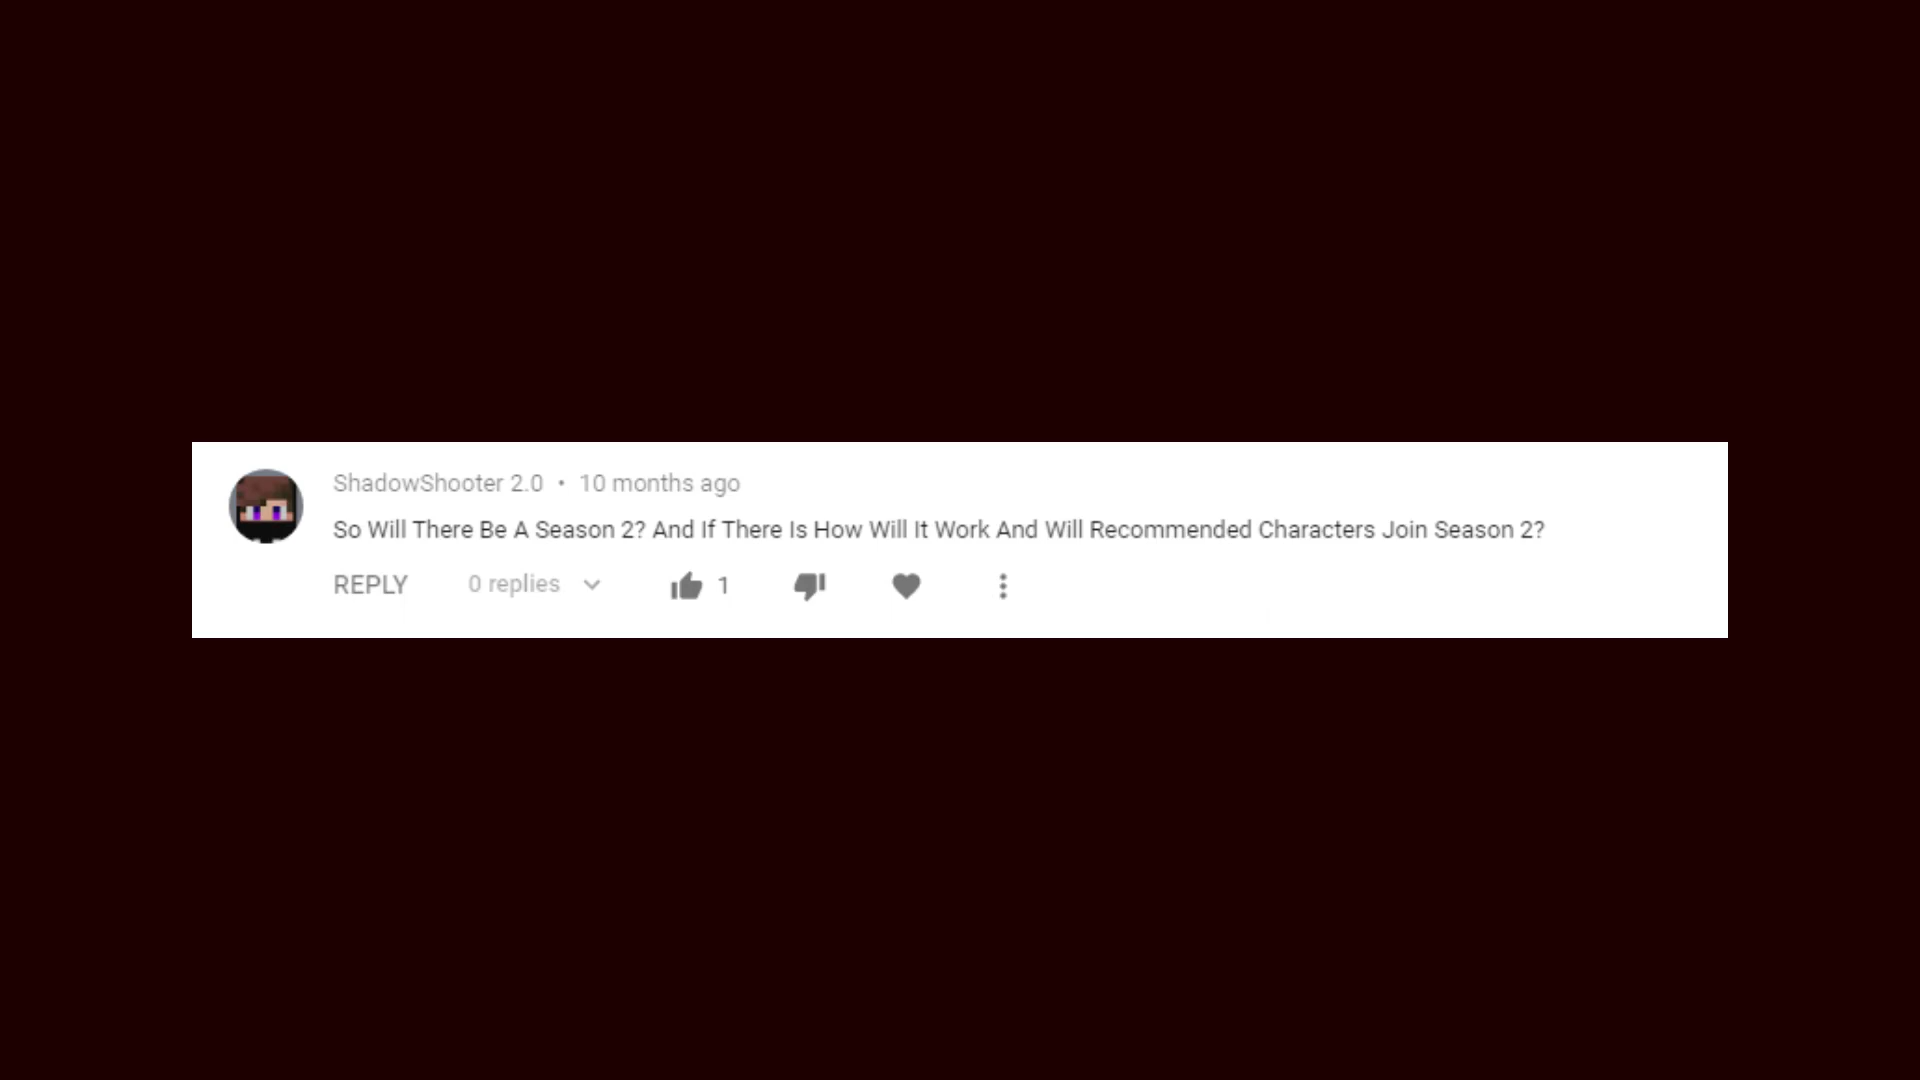 ShadowShooter 2.0 • 10 months ago
So Will There Be A Season 2? And If There Is How Will It Work And Will Recommended Characters Join Season 2?
REPLY 0 replies 1